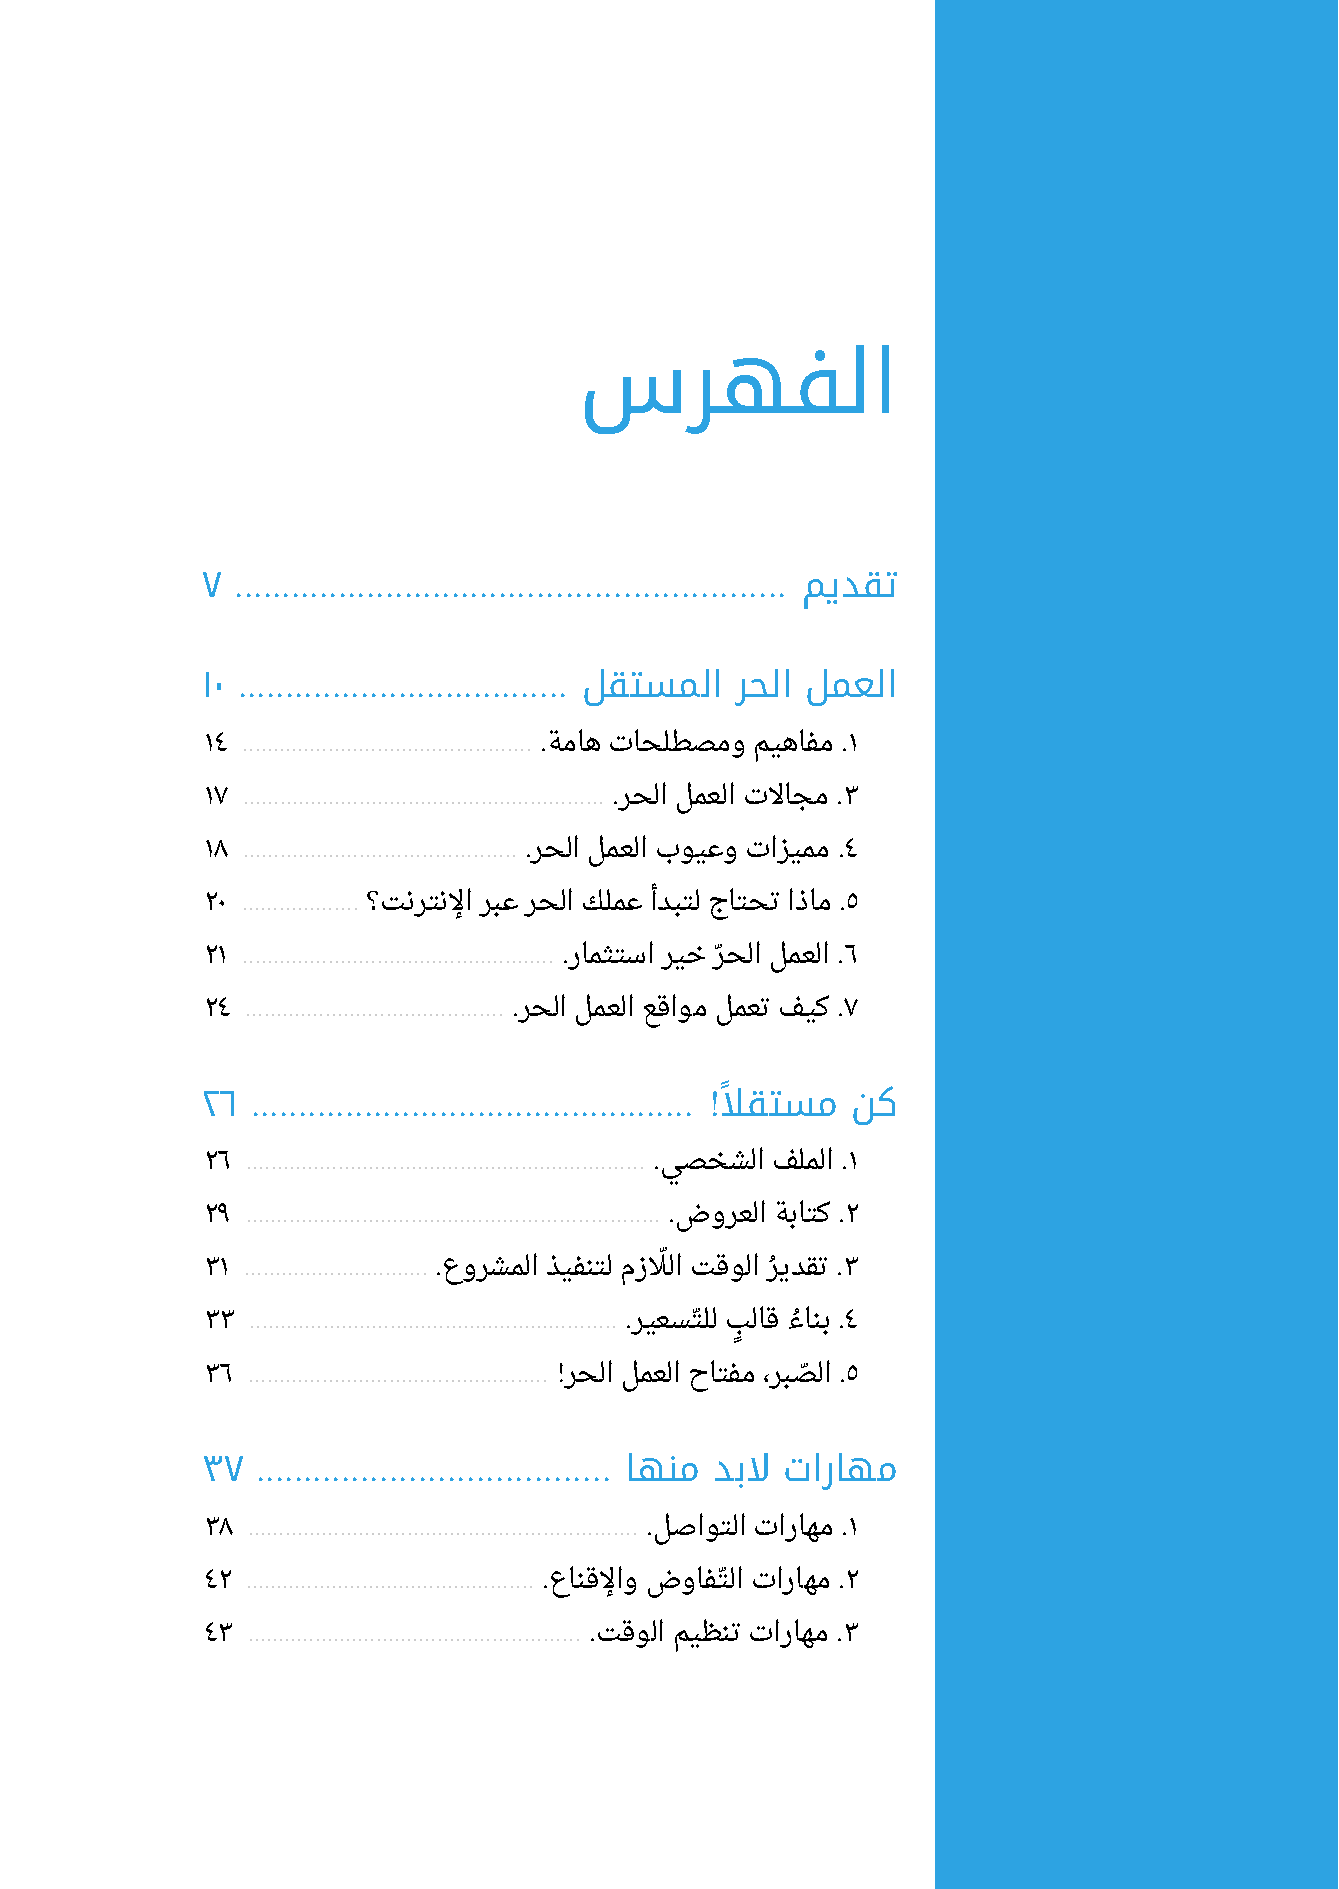 الفهرس
تقديم ........................................................... ٧
العمل الحر المستقل ................................... ١٠
١. مفاهيم ومصطلحات هامة. ................................................ ١٤
٣. مجالات العمل الحر. ............................................................ ١٧
٤. مميزات وعيوب العمل الحر. .............................................. ١٨
٥. ماذا تحتاج لتبدأ عملك الحر عبر الإنترنت؟ ................... ٢٠
٦. العمل الحرّ خير استثمار. .................................................... ٢١
٧. كيف تعمل مواقع العمل الحر. ........................................... ٢٤
كن مستقلاً! ............................................... ٢٦
١. الملف الشخصي. .................................................................. ٢٦
٢. كتابة العروض. ..................................................................... ٢٩
٣. تقديرُ الوقت اللّازم لتنفيذ المشروع. .............................. ٣١
٤. بناءُ قالبٍ للتّسعير. ............................................................. ٣٣
٥. الصّبر، مفتاح العمل الحر! .................................................. ٣٦
مهارات لابد منها ..................................... ٣٧
١. مهارات التواصل. ................................................................. ٣٨
٢. مهارات التّفاوض والإقناع. ................................................ ٤٢
٣. مهارات تنظيم الوقت. ....................................................... ٤٣